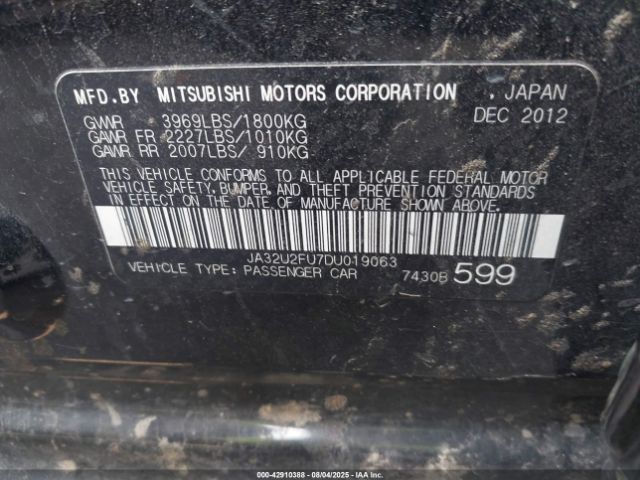 MFD.BY MITSUBISHI MOTORS CORPORATION . JAPAN
DEC 2012
GVWR 3969LBS/1800KG
GAWR FR 2227LBS/1010KG
GAWR RR 2007LBS/ 910KG
THIS VEHICLE CONFORMS TO ALL APPLICABLE FEDERAL MOTOR
VEHICLE SAFETY, BUMPER, AND THEFT PREVENTION STANDARDS
IN EFFECT ON THE DATE OF MANUFACTURE SHOWN ABOVE.
JA32U2FU7DU019063
VEHICLE TYPE: PASSENGER CAR 7430B 599
000-42910388 - 08/04/2025 - IAAI, Inc.